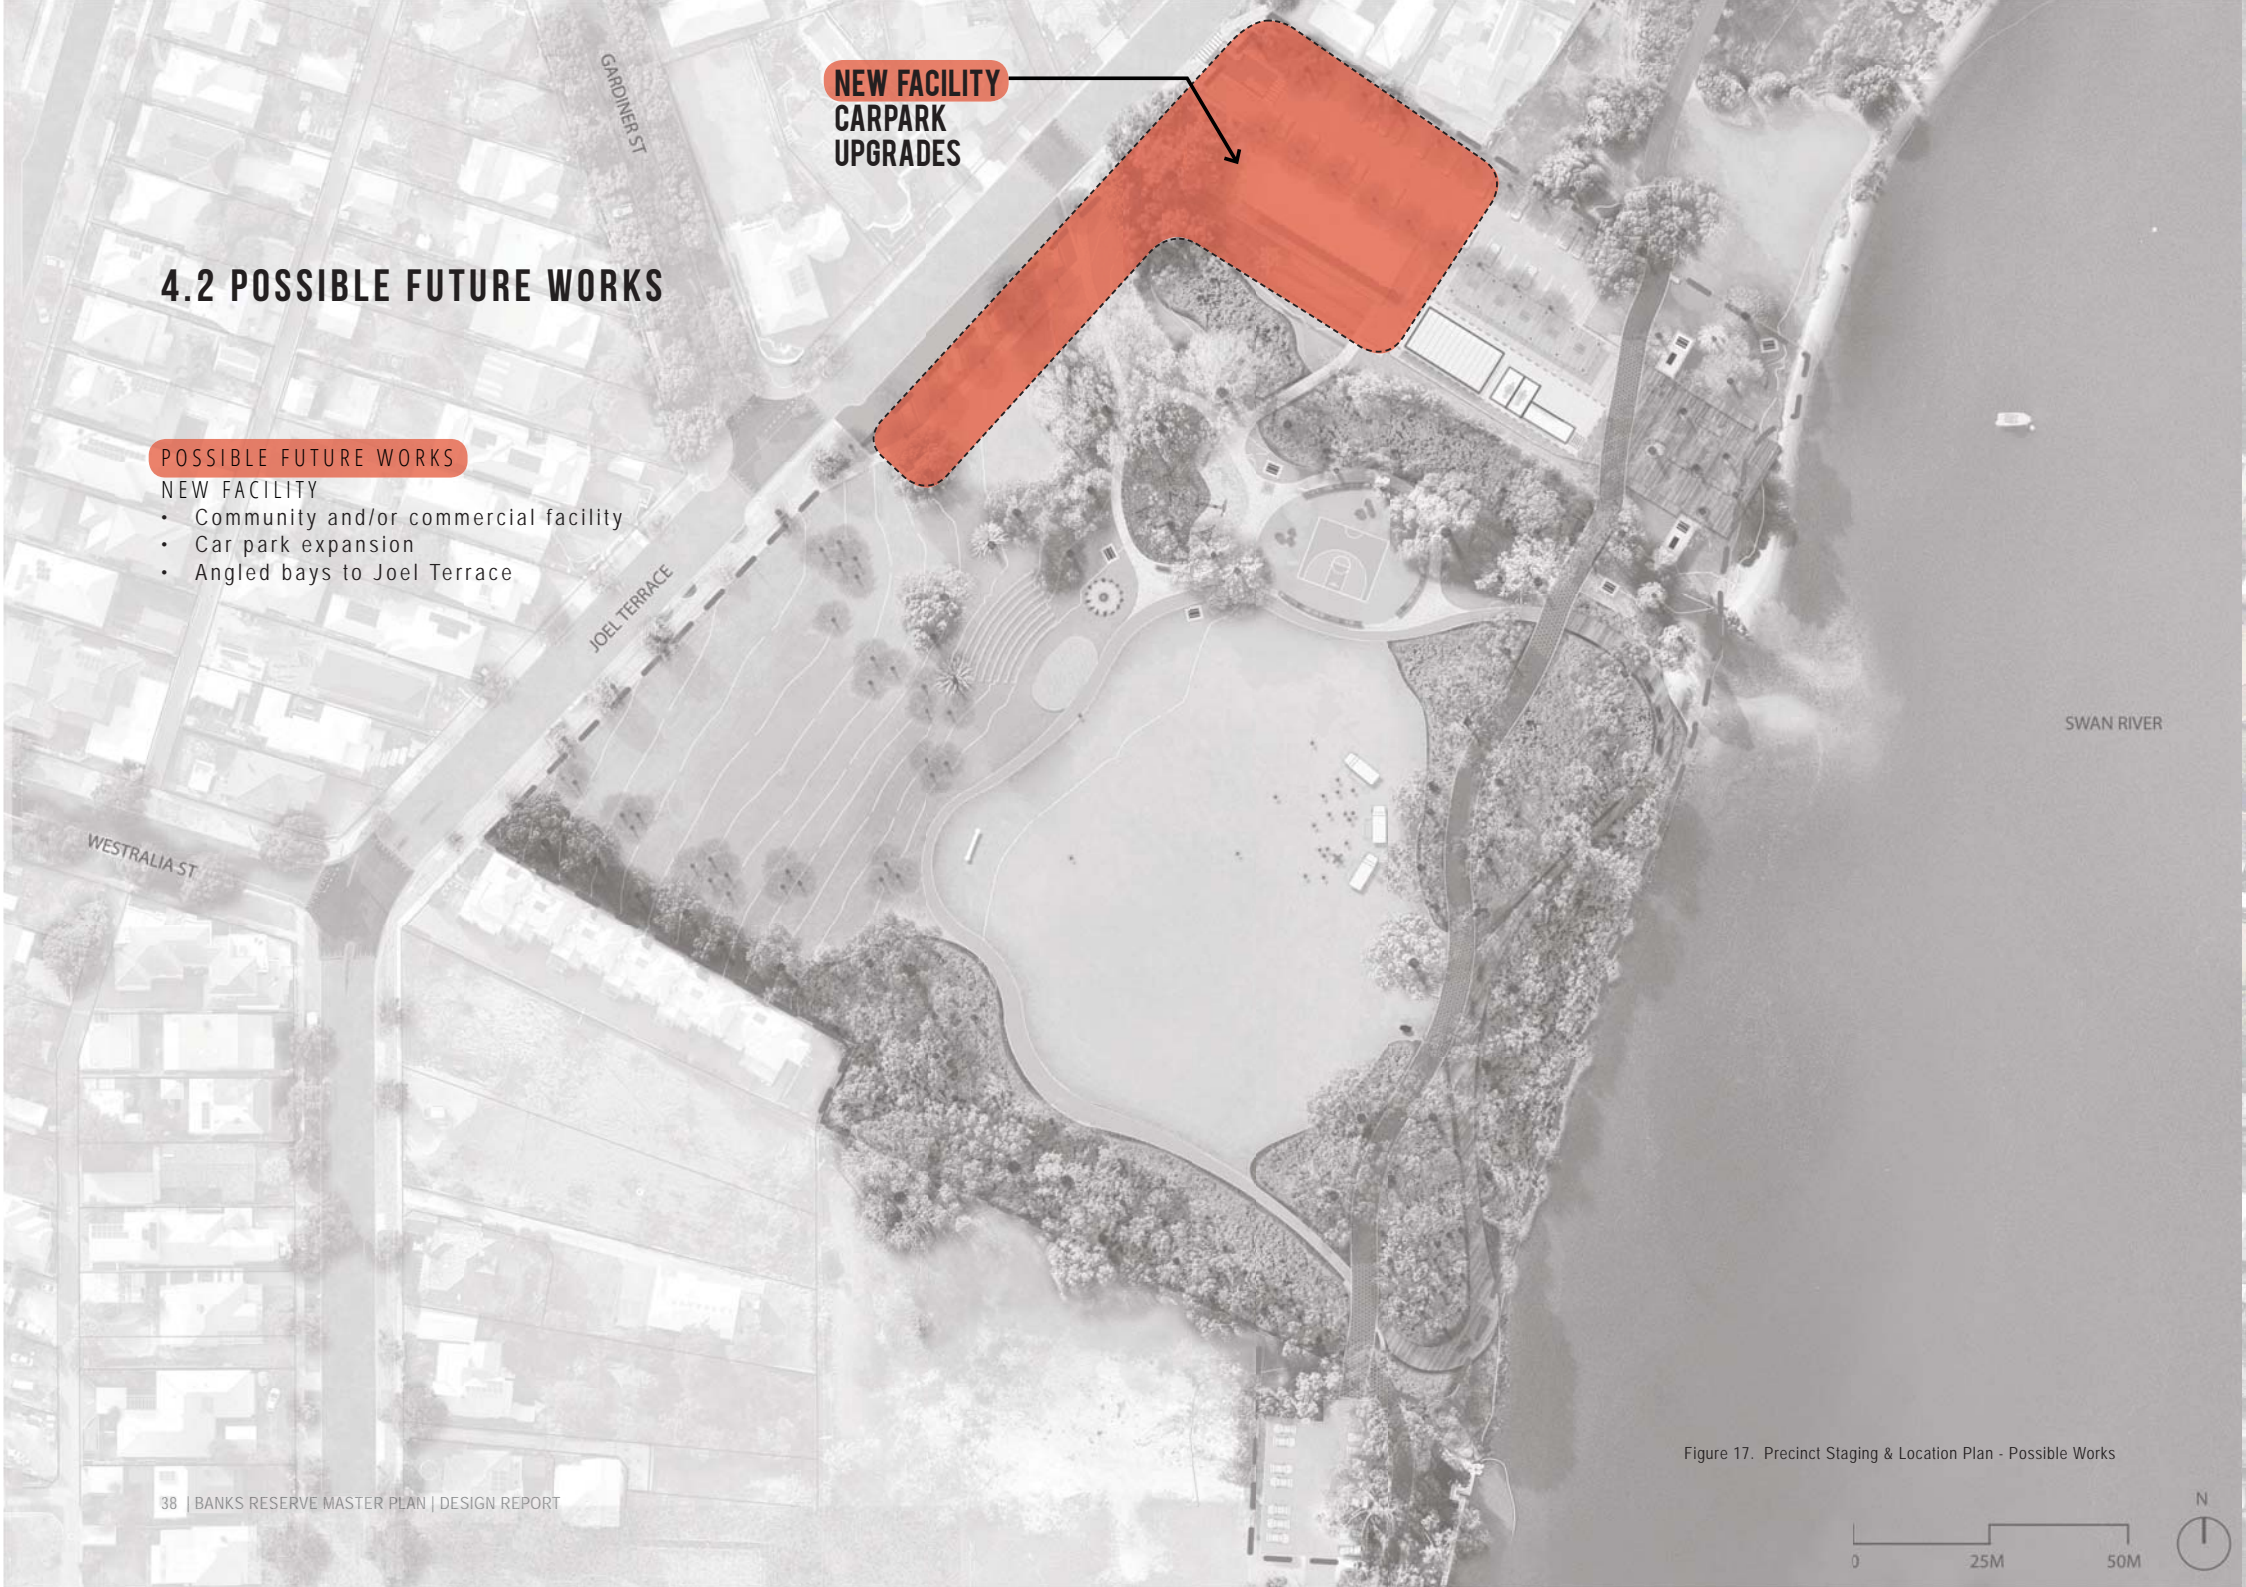 GARDINER ST
NEW FACILITY
CARPARK
UPGRADES
4.2 POSSIBLE FUTURE WORKS
POSSIBLE FUTURE WORKS
NEW FACILITY
• Community and/or commercial facility
• Car park expansion
• Angled bays to Joel Terrace
JOEL TERRACE
SWAN RIVER
WESTRALIA ST
Figure 17. Precinct Staging & Location Plan - Possible Works
38 | BANKS RESERVE MASTER PLAN | DESIGN REPORT
N
0 25M 50M